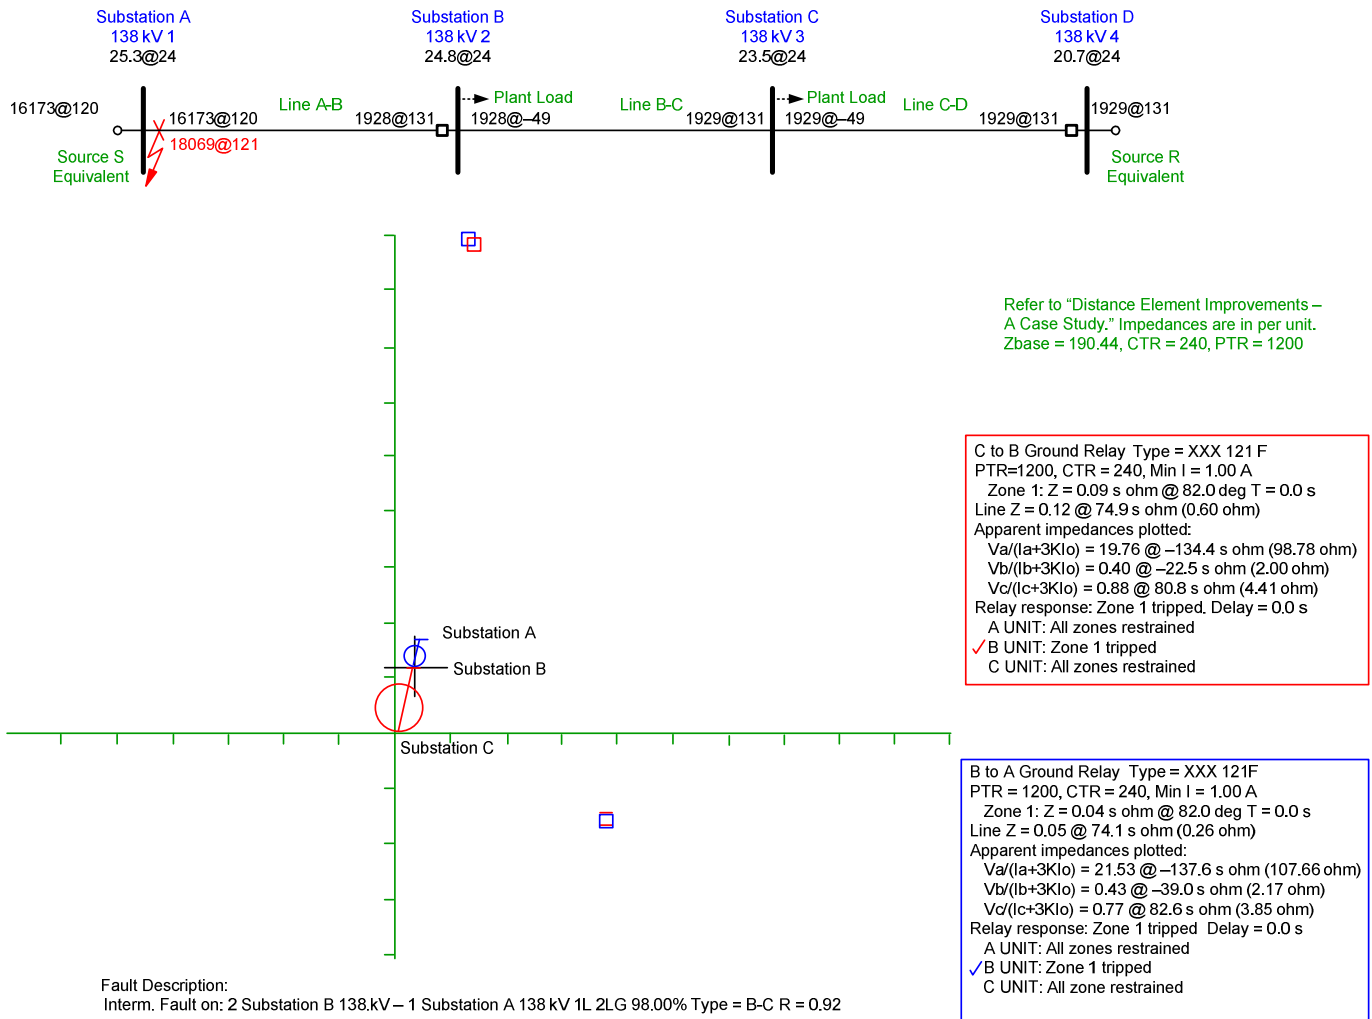 Substation A
138 kV 1
25.3@24
Substation B
138 kV 2
24.8@24
Substation C
138 kV 3
23.5@24
Substation D
138 kV 4
20.7@24
16173@120
16173@120
18069@121
Line A-B
1928@131
Plant Load
1928@–49
Line B-C
1929@131
Plant Load
1929@–49
Line C-D
1929@131
1929@131
Source S
Equivalent
Source R
Equivalent
Refer to “Distance Element Improvements –
A Case Study.” Impedances are in per unit.
Zbase = 190.44, CTR = 240, PTR = 1200
C to B Ground Relay Type = XXX 121 F
PTR=1200, CTR = 240, Min I = 1.00 A
Zone 1: Z = 0.09 s ohm @ 82.0 deg T = 0.0 s
Line Z = 0.12 @ 74.9 s ohm (0.60 ohm)
Apparent impedances plotted:
Va/(Ia+3KIo) = 19.76 @ –134.4 s ohm (98.78 ohm)
Vb/(Ib+3KIo) = 0.40 @ –22.5 s ohm (2.00 ohm)
Vc/(Ic+3KIo) = 0.88 @ 80.8 s ohm (4.41 ohm)
Relay response: Zone 1 tripped. Delay = 0.0 s
A UNIT: All zones restrained
✓ B UNIT: Zone 1 tripped
C UNIT: All zones restrained
Substation A
Substation B
Substation C
B to A Ground Relay Type = XXX 121F
PTR = 1200, CTR = 240, Min I = 1.00 A
Zone 1: Z = 0.04 s ohm @ 82.0 deg T = 0.0 s
Line Z = 0.05 @ 74.1 s ohm (0.26 ohm)
Apparent impedances plotted:
Va/(Ia+3KIo) = 21.53 @ –137.6 s ohm (107.66 ohm)
Vb/(Ib+3KIo) = 0.43 @ –39.0 s ohm (2.17 ohm)
Vc/(Ic+3KIo) = 0.77 @ 82.6 s ohm (3.85 ohm)
Relay response: Zone 1 tripped Delay = 0.0 s
A UNIT: All zones restrained
✓ B UNIT: Zone 1 tripped
C UNIT: All zone restrained
Fault Description:
Interm. Fault on: 2 Substation B 138.kV – 1 Substation A 138 kV 1L 2LG 98.00% Type = B-C R = 0.92